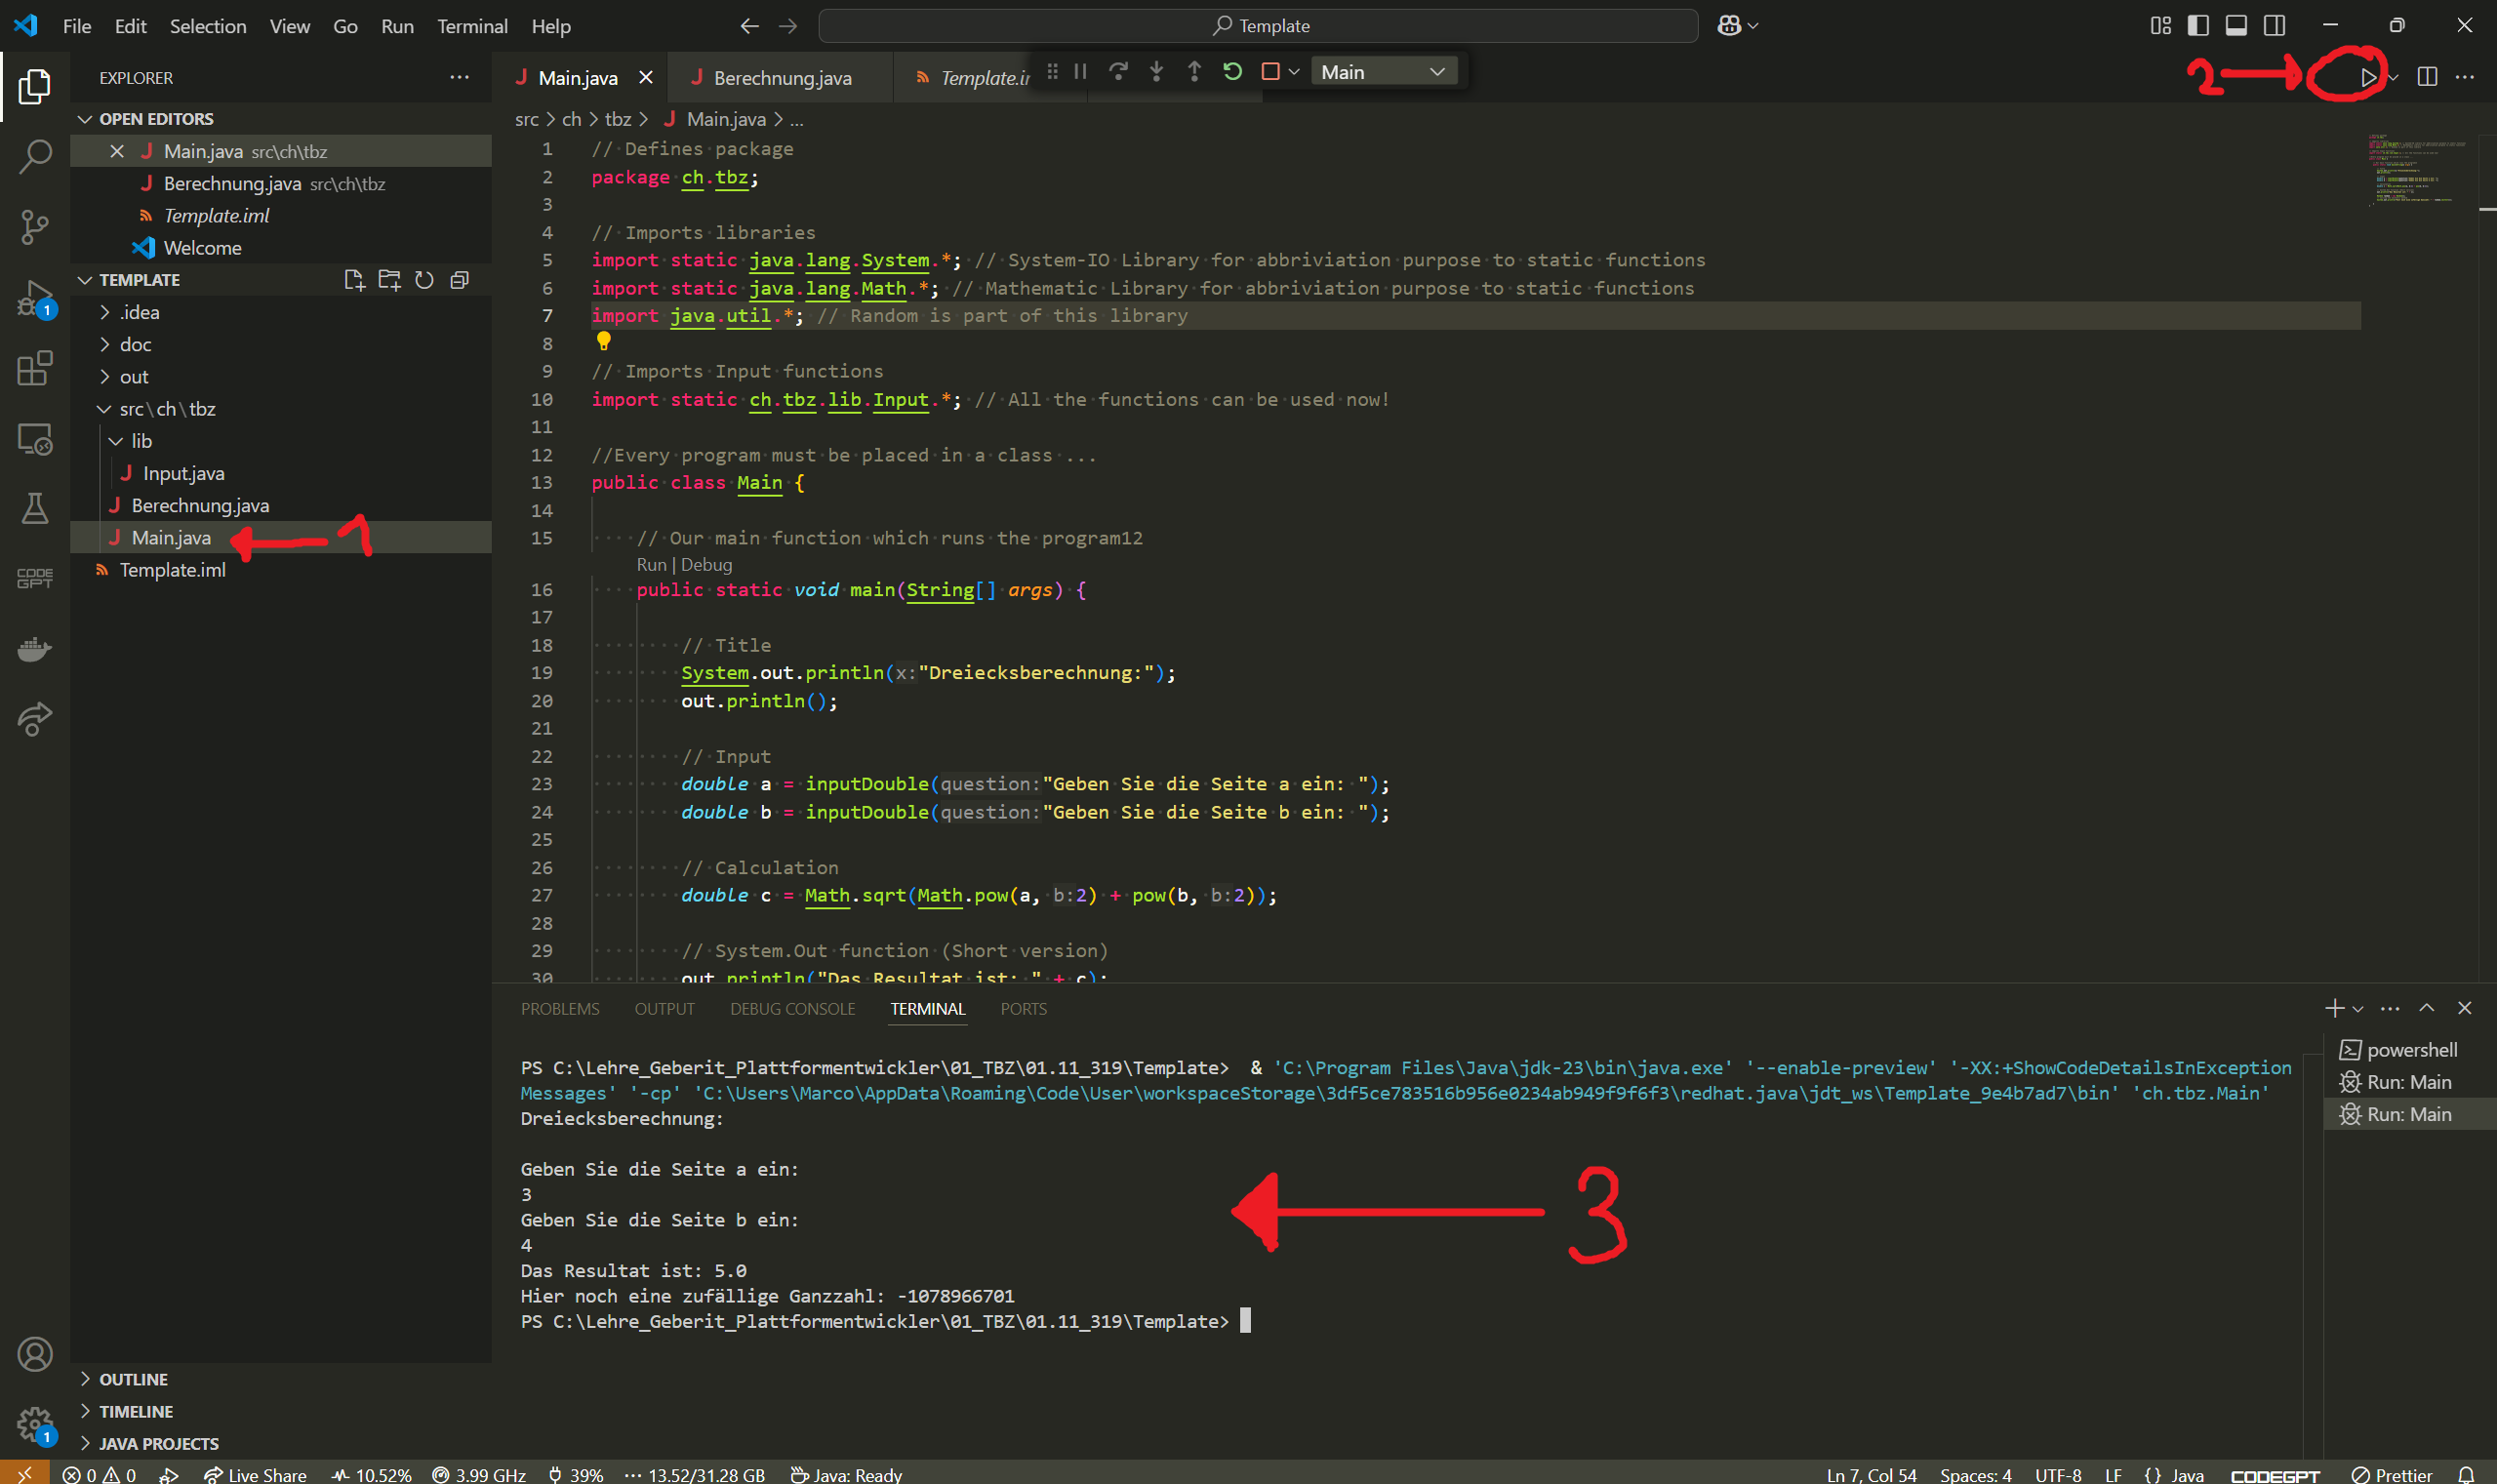 File Edit Selection View Go Run Terminal Help
Template
EXPLORER
OPEN EDITORS
Main.java src\ch\tbz
Berechnung.java src\ch\tbz
Template.iml
Welcome
TEMPLATE
.idea
doc
out
src\ch\tbz
lib
Input.java
Berechnung.java
Main.java
1
Template.iml
OUTLINE
TIMELINE
JAVA PROJECTS
1
1
CODE GPT
Main.java Berechnung.java
Main
2
src > ch > tbz > Main.java > ...
1 // Defines package
2 package ch.tbz;
3
4 // Imports libraries
5 import static java.lang.System.*; // System-IO Library for abbriviation purpose to static functions
6 import static java.lang.Math.*; // Mathematic Library for abbriviation purpose to static functions
7 import java.util.*; // Random is part of this library
8
9 // Imports Input functions
10 import static ch.tbz.lib.Input.*; // All the functions can be used now!
11
12 //Every program must be placed in a class ...
13 public class Main {
14
15 // Our main function which runs the program12
Run | Debug
16 public static void main(String[] args) {
17
18 // Title
19 System.out.println(x:"Dreiecksberechnung:");
20 out.println();
21
22 // Input
23 double a = inputDouble(question:"Geben Sie die Seite a ein: ");
24 double b = inputDouble(question:"Geben Sie die Seite b ein: ");
25
26 // Calculation
27 double c = Math.sqrt(Math.pow(a, b:2) + pow(b, b:2));
28
29 // System.Out function (Short version)
30 out.println("Das Resultat ist: " + c);
PROBLEMS OUTPUT DEBUG CONSOLE TERMINAL PORTS
PS C:\Lehre_Geberit_Plattformentwickler\01_TBZ\01.11_319\Template> & 'C:\Program Files\Java\jdk-23\bin\java.exe' '--enable-preview' '-XX:+ShowCodeDetailsInException
Messages' '-cp' 'C:\Users\Marco\AppData\Roaming\Code\User\workspaceStorage\3df5ce783516b956e0234ab949f9f6f3\redhat.java\jdt_ws\Template_9e4b7ad7\bin' 'ch.tbz.Main'
Dreiecksberechnung:
Geben Sie die Seite a ein:
3
Geben Sie die Seite b ein:
4
Das Resultat ist: 5.0
Hier noch eine zufällige Ganzzahl: -1078966701
PS C:\Lehre_Geberit_Plattformentwickler\01_TBZ\01.11_319\Template>
3
powershell
Run: Main
Run: Main
0 0 Live Share 10.52% 3.99 GHz 39% 13.52/31.28 GB Java: Ready
Ln 7, Col 54 Spaces: 4 UTF-8 LF {} Java CODEGPT Prettier